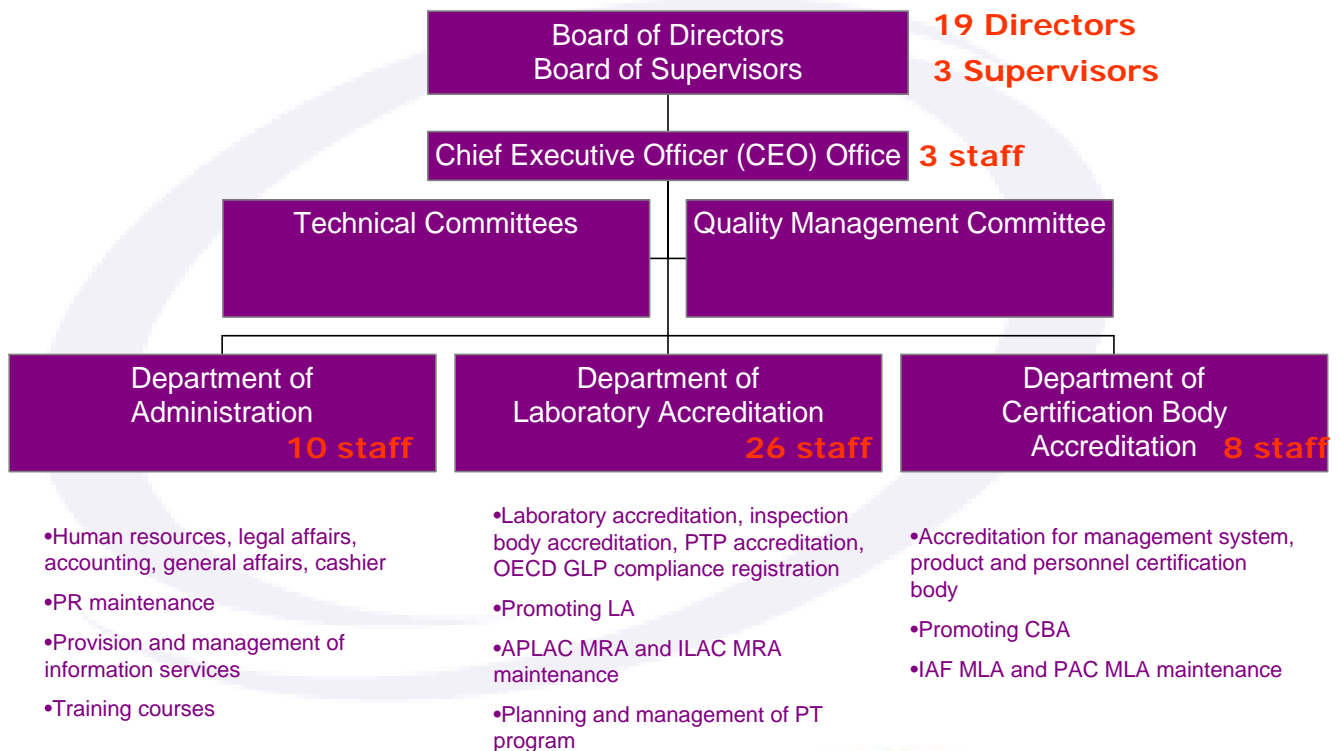 Board of Directors
Board of Supervisors
19 Directors
3 Supervisors
Chief Executive Officer (CEO) Office
3 staff
Technical Committees
Quality Management Committee
Department of
Administration
10 staff
Department of
Laboratory Accreditation
26 staff
Department of
Certification Body
Accreditation
8 staff
•Human resources, legal affairs,
accounting, general affairs, cashier
•PR maintenance
•Provision and management of
information services
•Training courses
•Laboratory accreditation, inspection
body accreditation, PTP accreditation,
OECD GLP compliance registration
•Promoting LA
•APLAC MRA and ILAC MRA
maintenance
•Planning and management of PT
program
•Accreditation for management system,
product and personnel certification
body
•Promoting CBA
•IAF MLA and PAC MLA maintenance